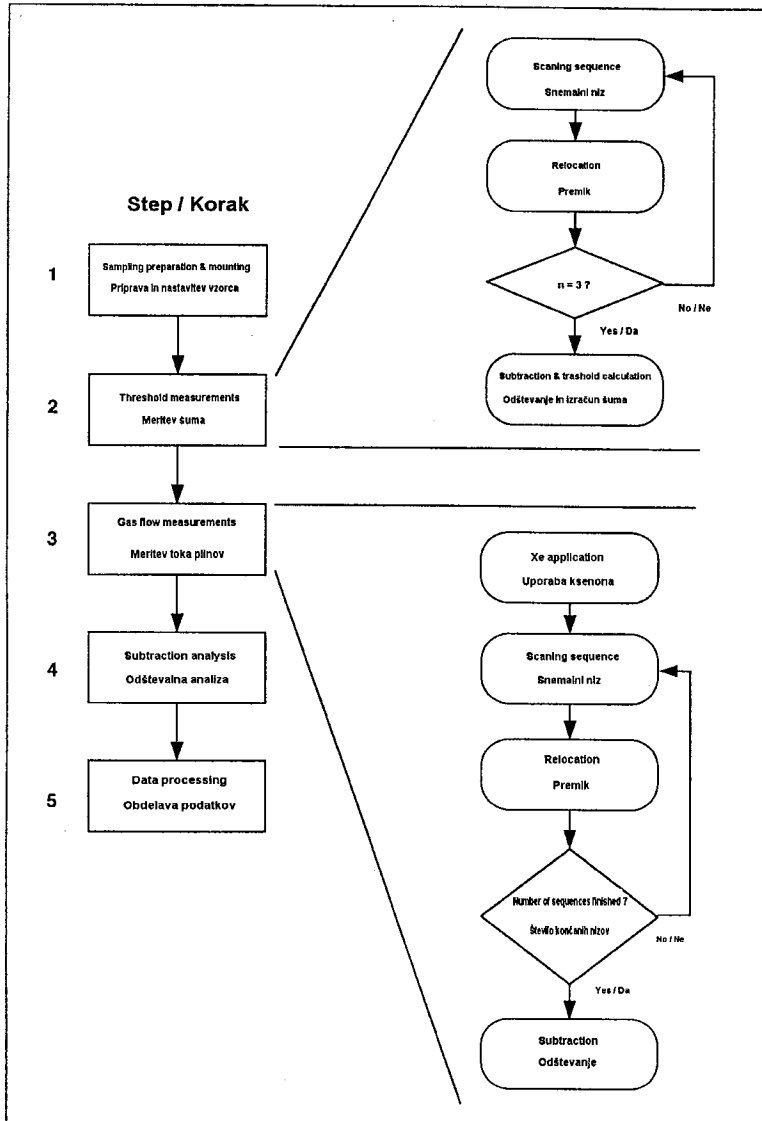 Step / Korak
1
Sampling preparation & mounting
Priprava in nastavitev vzorca
2
Threshold measurements
Meritev šuma
3
Gas flow measurements
Meritev toka plinov
4
Subtraction analysis
Odštevalna analiza
5
Data processing
Obdelava podatkov
Scaning sequence
Snemalni niz
Relocation
Premik
n = 3 ?
No / Ne
Yes / Da
Subtraction & trashold calculation
Odštevanje in izračun šuma
Xe application
Uporaba ksenona
Scaning sequence
Snemalni niz
Relocation
Premik
Number of sequences finished ?
Število končanih nizov
No / Ne
Yes / Da
Subtraction
Odštevanje